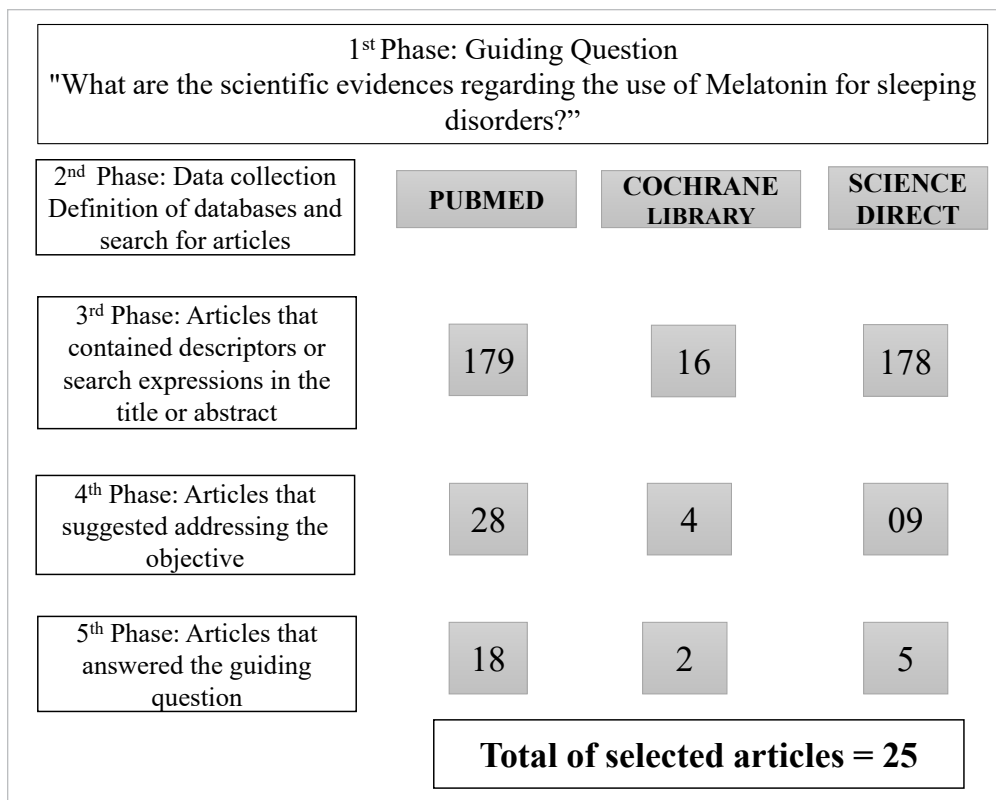 1st Phase: Guiding Question
"What are the scientific evidences regarding the use of Melatonin for sleeping
disorders?”
2nd Phase: Data collection
Definition of databases and
search for articles
PUBMED
COCHRANE
LIBRARY
SCIENCE
DIRECT
3rd Phase: Articles that
contained descriptors or
search expressions in the
title or abstract
179
16
178
4th Phase: Articles that
suggested addressing the
objective
28
4
09
5th Phase: Articles that
answered the guiding
question
18
2
5
Total of selected articles = 25